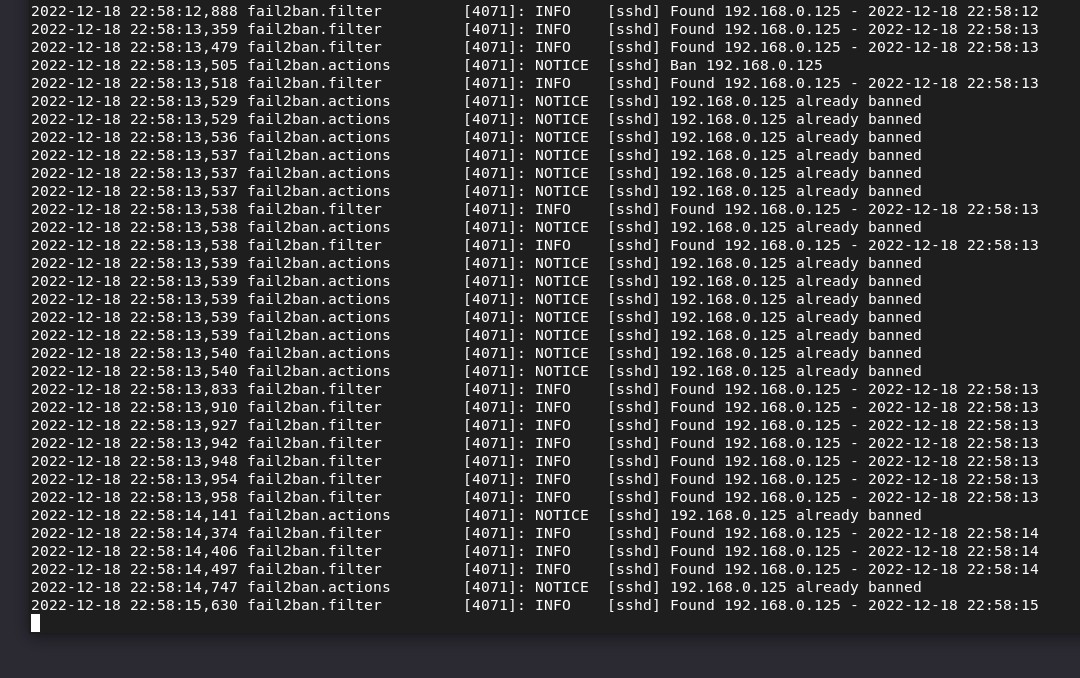 2022-12-18 22:58:12,888 fail2ban.filter         [4071]: INFO    [sshd] Found 192.168.0.125 - 2022-12-18 22:58:12
2022-12-18 22:58:13,359 fail2ban.filter         [4071]: INFO    [sshd] Found 192.168.0.125 - 2022-12-18 22:58:13
2022-12-18 22:58:13,479 fail2ban.filter         [4071]: INFO    [sshd] Found 192.168.0.125 - 2022-12-18 22:58:13
2022-12-18 22:58:13,505 fail2ban.actions        [4071]: NOTICE  [sshd] Ban 192.168.0.125
2022-12-18 22:58:13,518 fail2ban.filter         [4071]: INFO    [sshd] Found 192.168.0.125 - 2022-12-18 22:58:13
2022-12-18 22:58:13,529 fail2ban.actions        [4071]: NOTICE  [sshd] 192.168.0.125 already banned
2022-12-18 22:58:13,529 fail2ban.actions        [4071]: NOTICE  [sshd] 192.168.0.125 already banned
2022-12-18 22:58:13,536 fail2ban.actions        [4071]: NOTICE  [sshd] 192.168.0.125 already banned
2022-12-18 22:58:13,537 fail2ban.actions        [4071]: NOTICE  [sshd] 192.168.0.125 already banned
2022-12-18 22:58:13,537 fail2ban.actions        [4071]: NOTICE  [sshd] 192.168.0.125 already banned
2022-12-18 22:58:13,537 fail2ban.actions        [4071]: NOTICE  [sshd] 192.168.0.125 already banned
2022-12-18 22:58:13,538 fail2ban.filter         [4071]: INFO    [sshd] Found 192.168.0.125 - 2022-12-18 22:58:13
2022-12-18 22:58:13,538 fail2ban.actions        [4071]: NOTICE  [sshd] 192.168.0.125 already banned
2022-12-18 22:58:13,538 fail2ban.filter         [4071]: INFO    [sshd] Found 192.168.0.125 - 2022-12-18 22:58:13
2022-12-18 22:58:13,539 fail2ban.actions        [4071]: NOTICE  [sshd] 192.168.0.125 already banned
2022-12-18 22:58:13,539 fail2ban.actions        [4071]: NOTICE  [sshd] 192.168.0.125 already banned
2022-12-18 22:58:13,539 fail2ban.actions        [4071]: NOTICE  [sshd] 192.168.0.125 already banned
2022-12-18 22:58:13,539 fail2ban.actions        [4071]: NOTICE  [sshd] 192.168.0.125 already banned
2022-12-18 22:58:13,539 fail2ban.actions        [4071]: NOTICE  [sshd] 192.168.0.125 already banned
2022-12-18 22:58:13,540 fail2ban.actions        [4071]: NOTICE  [sshd] 192.168.0.125 already banned
2022-12-18 22:58:13,540 fail2ban.actions        [4071]: NOTICE  [sshd] 192.168.0.125 already banned
2022-12-18 22:58:13,833 fail2ban.filter         [4071]: INFO    [sshd] Found 192.168.0.125 - 2022-12-18 22:58:13
2022-12-18 22:58:13,910 fail2ban.filter         [4071]: INFO    [sshd] Found 192.168.0.125 - 2022-12-18 22:58:13
2022-12-18 22:58:13,927 fail2ban.filter         [4071]: INFO    [sshd] Found 192.168.0.125 - 2022-12-18 22:58:13
2022-12-18 22:58:13,942 fail2ban.filter         [4071]: INFO    [sshd] Found 192.168.0.125 - 2022-12-18 22:58:13
2022-12-18 22:58:13,948 fail2ban.filter         [4071]: INFO    [sshd] Found 192.168.0.125 - 2022-12-18 22:58:13
2022-12-18 22:58:13,954 fail2ban.filter         [4071]: INFO    [sshd] Found 192.168.0.125 - 2022-12-18 22:58:13
2022-12-18 22:58:13,958 fail2ban.filter         [4071]: INFO    [sshd] Found 192.168.0.125 - 2022-12-18 22:58:13
2022-12-18 22:58:14,141 fail2ban.actions        [4071]: NOTICE  [sshd] 192.168.0.125 already banned
2022-12-18 22:58:14,374 fail2ban.filter         [4071]: INFO    [sshd] Found 192.168.0.125 - 2022-12-18 22:58:14
2022-12-18 22:58:14,406 fail2ban.filter         [4071]: INFO    [sshd] Found 192.168.0.125 - 2022-12-18 22:58:14
2022-12-18 22:58:14,497 fail2ban.filter         [4071]: INFO    [sshd] Found 192.168.0.125 - 2022-12-18 22:58:14
2022-12-18 22:58:14,747 fail2ban.actions        [4071]: NOTICE  [sshd] 192.168.0.125 already banned
2022-12-18 22:58:15,630 fail2ban.filter         [4071]: INFO    [sshd] Found 192.168.0.125 - 2022-12-18 22:58:15